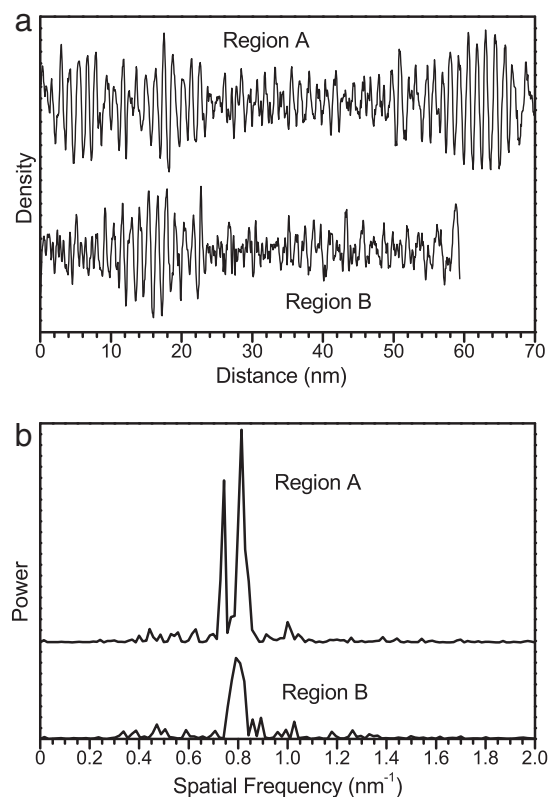 a
Region A
Density
Region B
0 10 20 30 40 50 60 70
Distance (nm)
b
Region A
Power
Region B
0 0.2 0.4 0.6 0.8 1.0 1.2 1.4 1.6 1.8 2.0
Spatial Frequency (nm-1)